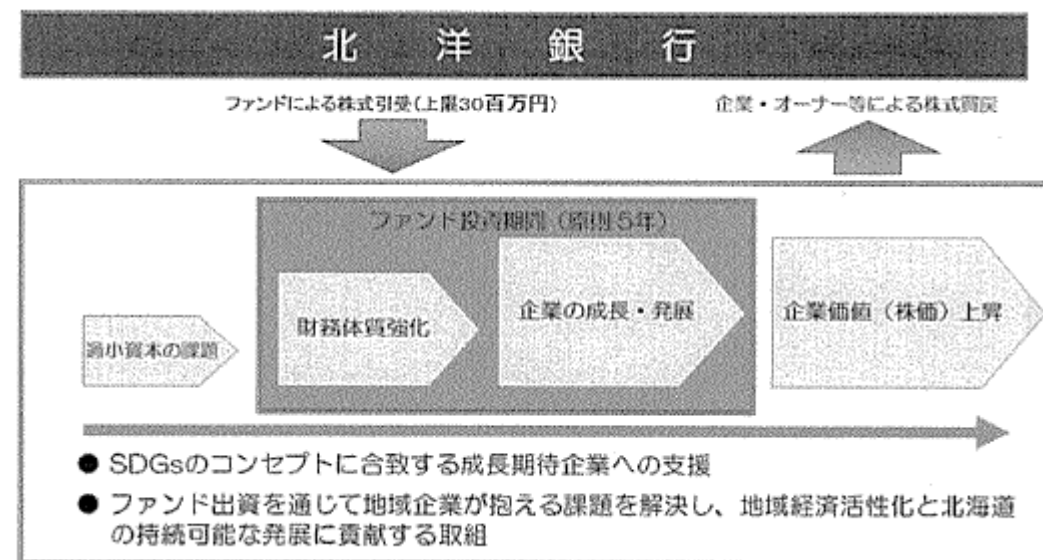 北洋銀行
ファンドによる株式引受(上限30百万円)
企業・オーナー等による株式買戻
ファンド投資期間（原則5年）
過小資本の課題
財務体質強化
企業の成長・発展
企業価値（株価）上昇
● SDGsのコンセプトに合致する成長期待企業への支援
● ファンド出資を通じて地域企業が抱える課題を解決し、地域経済活性化と北海道
の持続可能な発展に貢献する取組